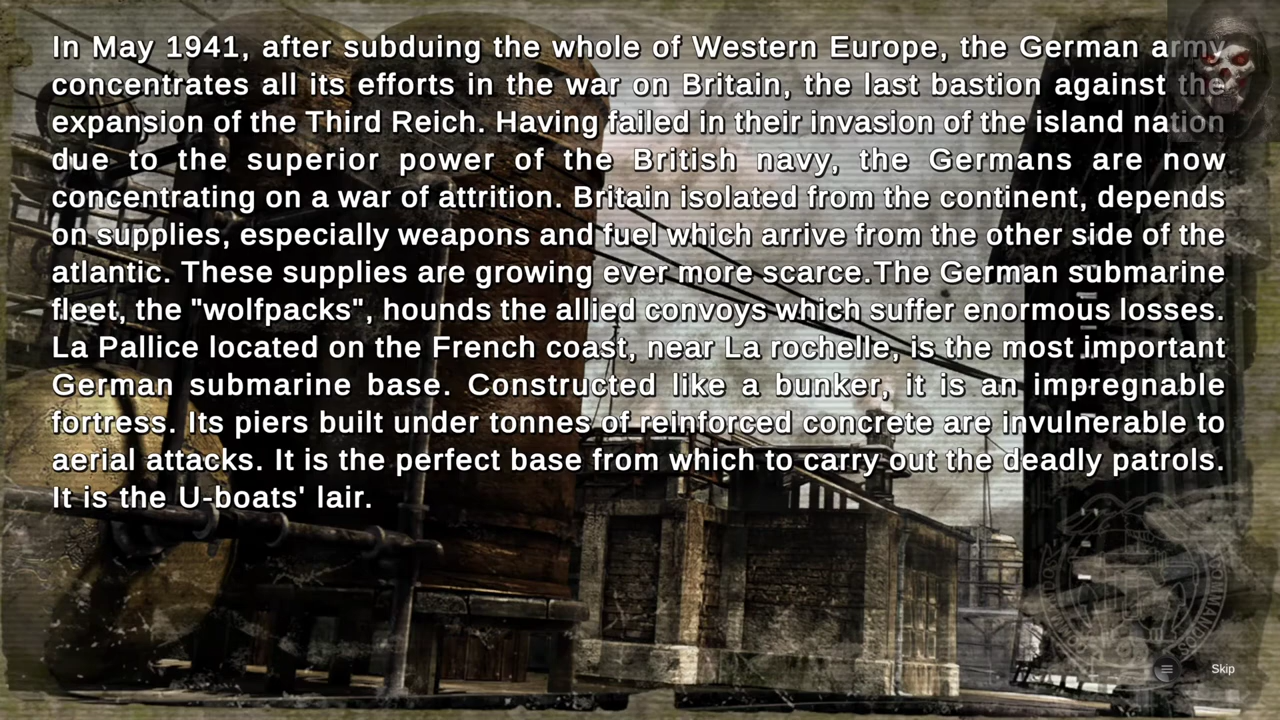 In May 1941, after subduing the whole of Western Europe, the German army
concentrates all its efforts in the war on Britain, the last bastion against the
expansion of the Third Reich. Having failed in their invasion of the island nation
due to the superior power of the British navy, the Germans are now
concentrating on a war of attrition. Britain isolated from the continent, depends
on supplies, especially weapons and fuel which arrive from the other side of the
atlantic. These supplies are growing ever more scarce.The German submarine
fleet, the "wolfpacks", hounds the allied convoys which suffer enormous losses.
La Pallice located on the French coast, near La rochelle, is the most important
German submarine base. Constructed like a bunker, it is an impregnable
fortress. Its piers built under tonnes of reinforced concrete are invulnerable to
aerial attacks. It is the perfect base from which to carry out the deadly patrols.
It is the U-boats' lair.
Skip